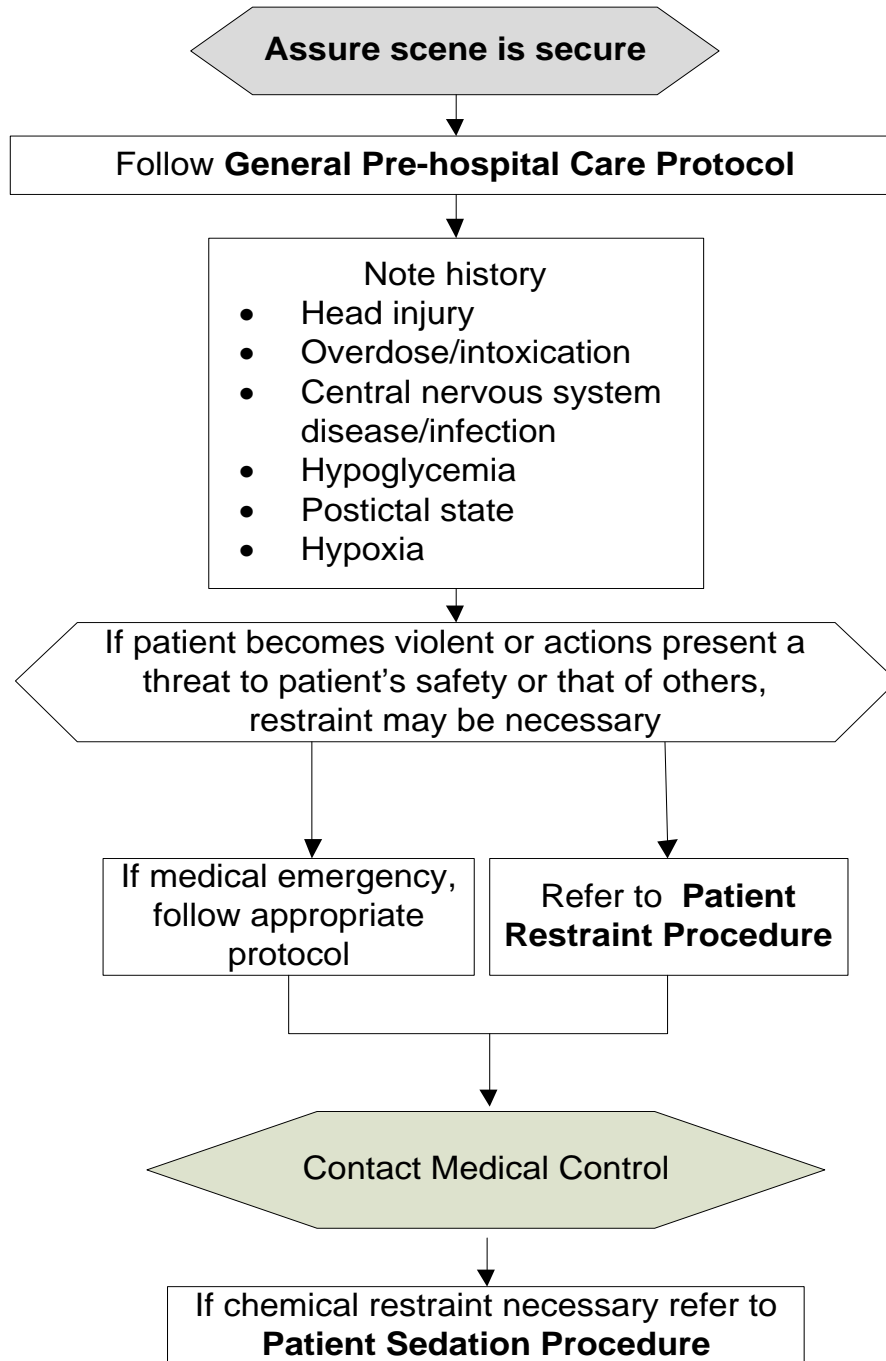 Assure scene is secure
Follow General Pre-hospital Care Protocol
Note history
• Head injury
• Overdose/intoxication
• Central nervous system
disease/infection
• Hypoglycemia
• Postictal state
• Hypoxia
If patient becomes violent or actions present a
threat to patient’s safety or that of others,
restraint may be necessary
If medical emergency,
follow appropriate
protocol
Refer to Patient
Restraint Procedure
Contact Medical Control
If chemical restraint necessary refer to
Patient Sedation Procedure